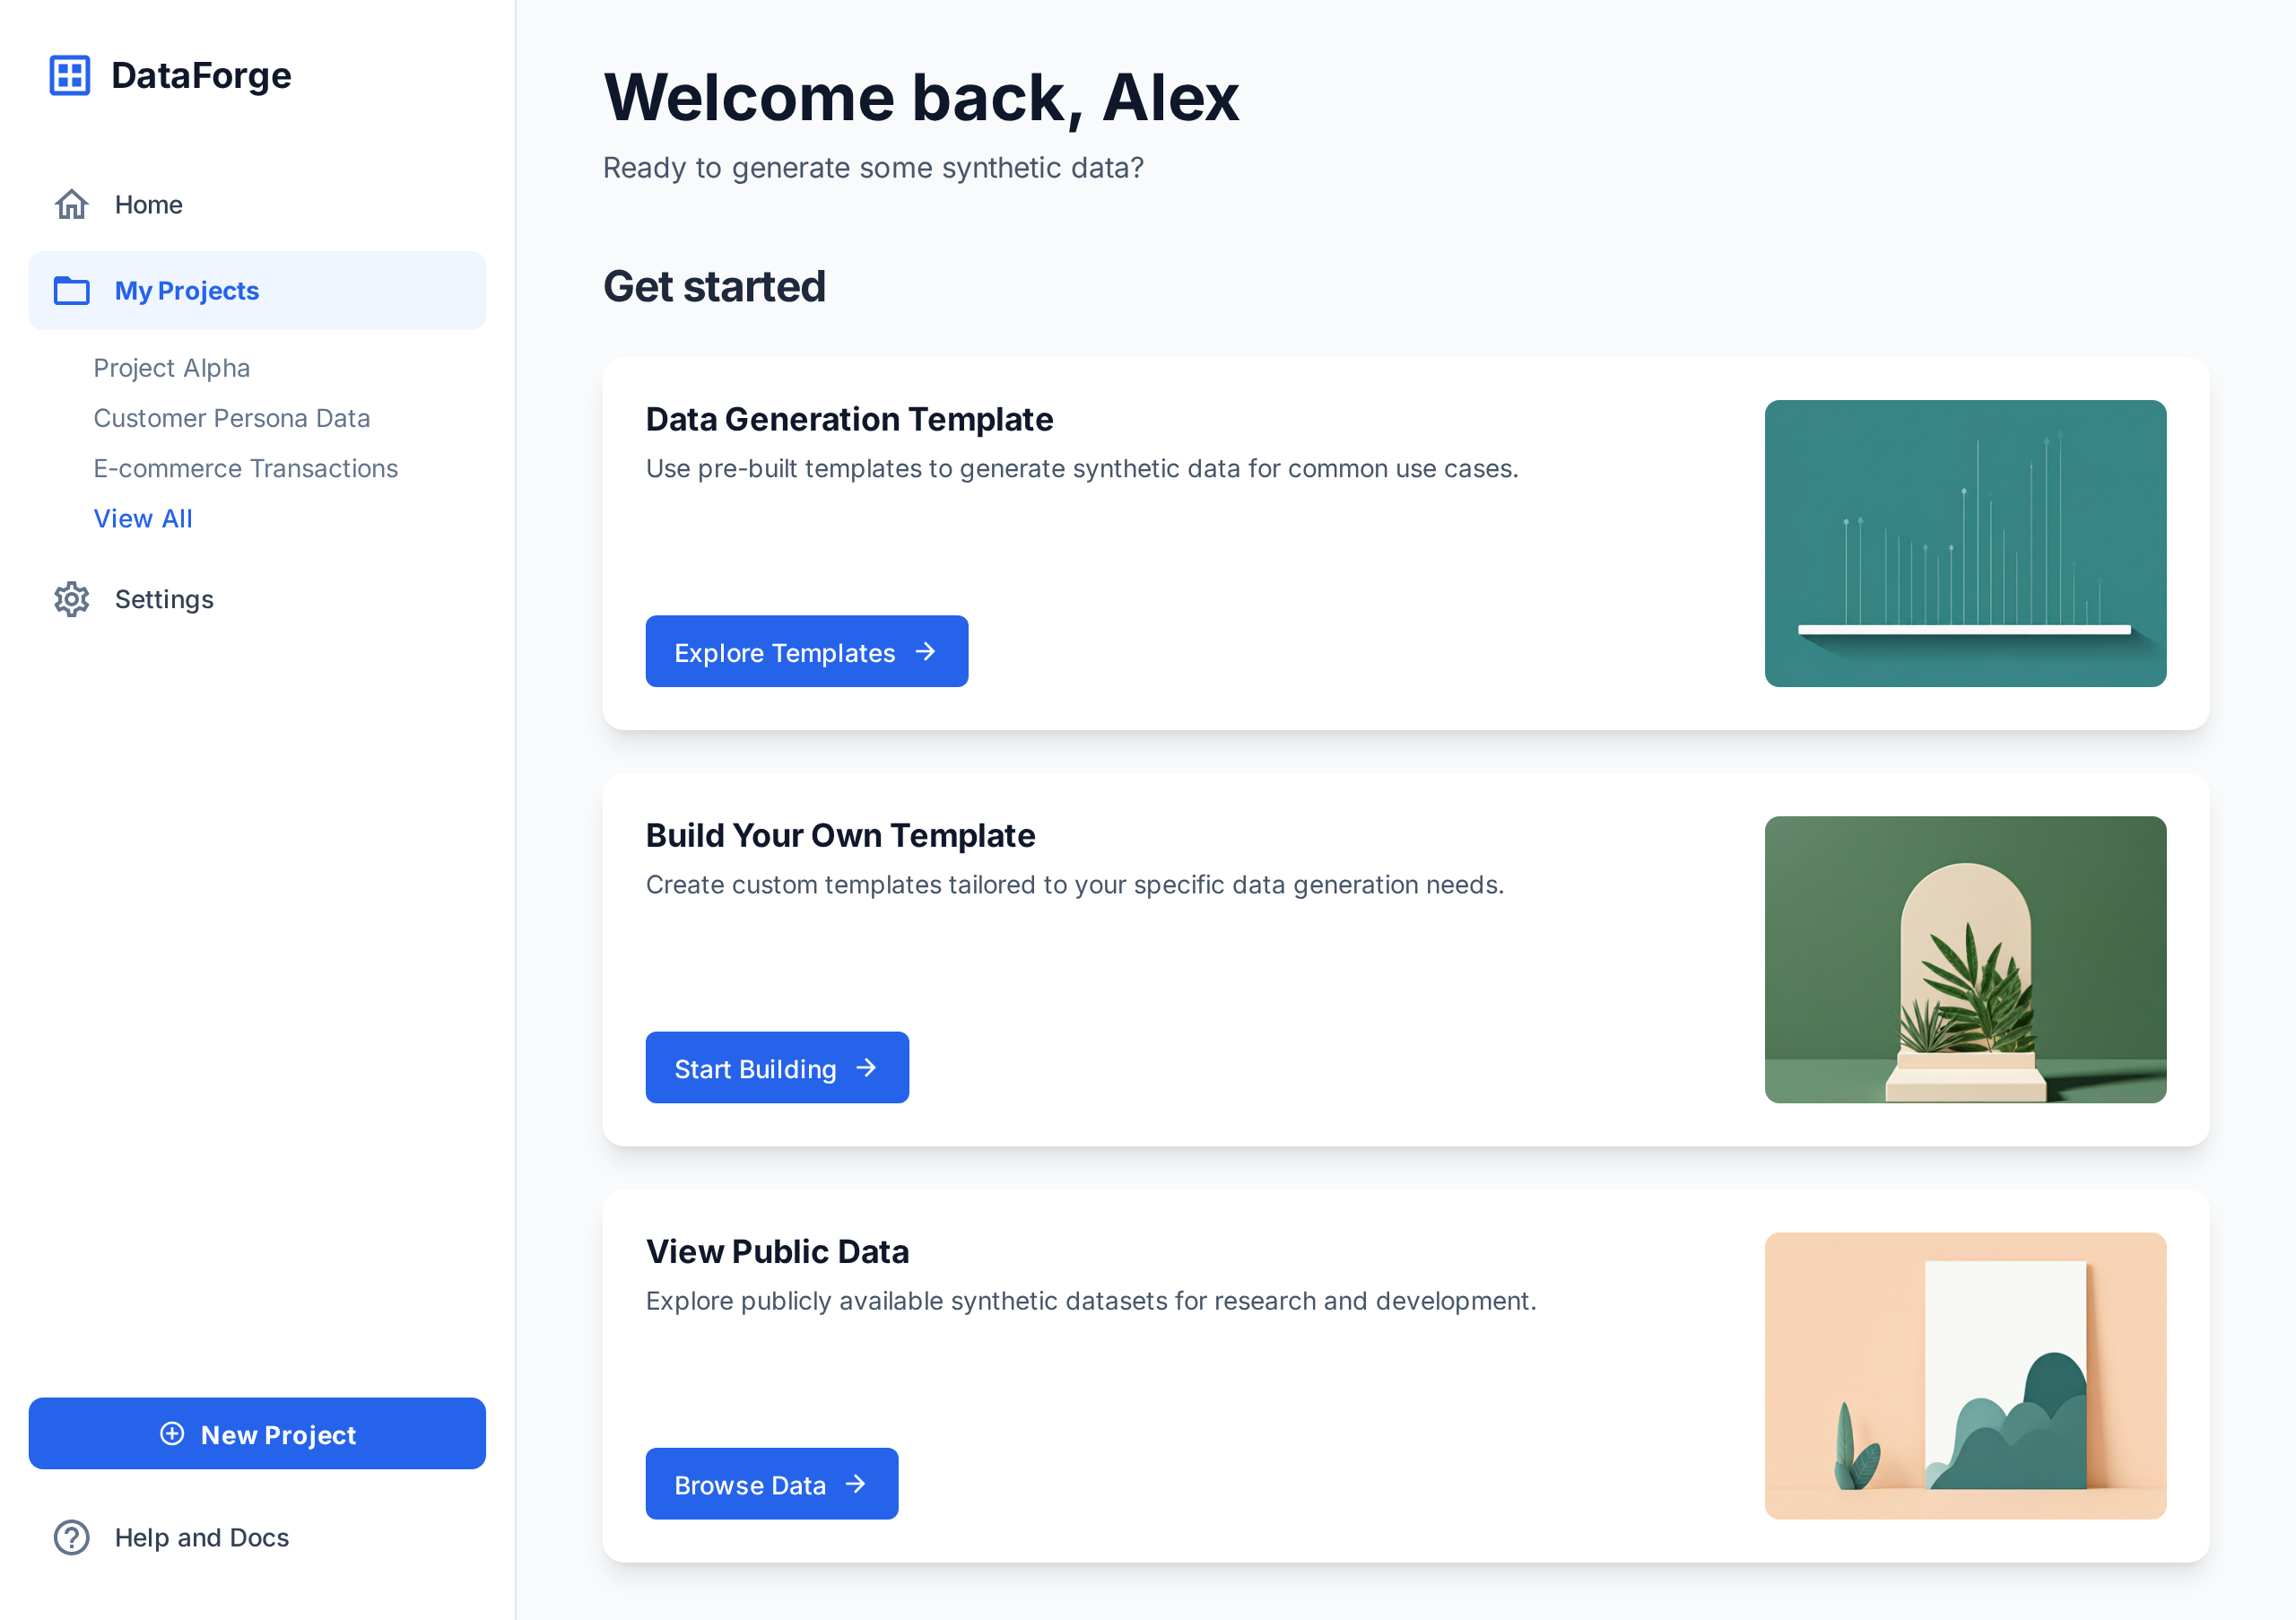 DataForge
Home
My Projects
Project Alpha
Customer Persona Data
E-commerce Transactions
View All
Settings
New Project
Help and Docs
Welcome back, Alex
Ready to generate some synthetic data?
Get started
Data Generation Template
Use pre-built templates to generate synthetic data for common use cases.
Explore Templates
Build Your Own Template
Create custom templates tailored to your specific data generation needs.
Start Building
View Public Data
Explore publicly available synthetic datasets for research and development.
Browse Data